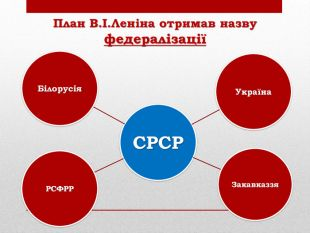 План В.І.Леніна отримав назву
федералізації
Білорусія
Україна
СРСР
РСФРР
Закавказзя